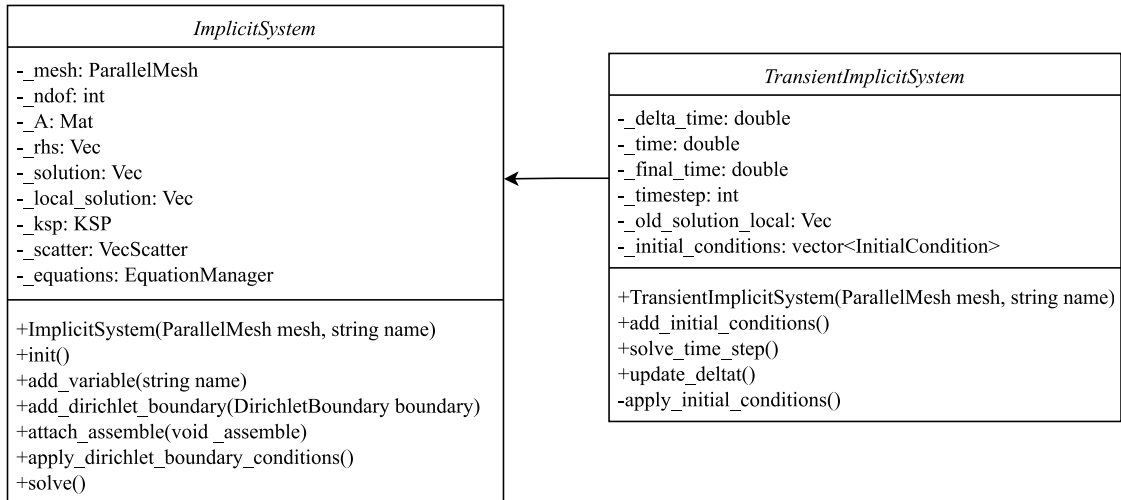 ImplicitSystem
-_mesh: ParallelMesh
-_ndof: int
-_A: Mat
-_rhs: Vec
-_solution: Vec
-_local_solution: Vec
-_ksp: KSP
-_scatter: VecScatter
-_equations: EquationManager
+ImplicitSystem(ParallelMesh mesh, string name)
+init()
+add_variable(string name)
+add_dirichlet_boundary(DirichletBoundary boundary)
+attach_assemble(void _assemble)
+apply_dirichlet_boundary_conditions()
+solve()
TransientImplicitSystem
-_delta_time: double
-_time: double
-_final_time: double
-_timestep: int
-_old_solution_local: Vec
-_initial_conditions: vector<InitialCondition>
+TransientImplicitSystem(ParallelMesh mesh, string name)
+add_initial_conditions()
+solve_time_step()
+update_deltat()
-apply_initial_conditions()